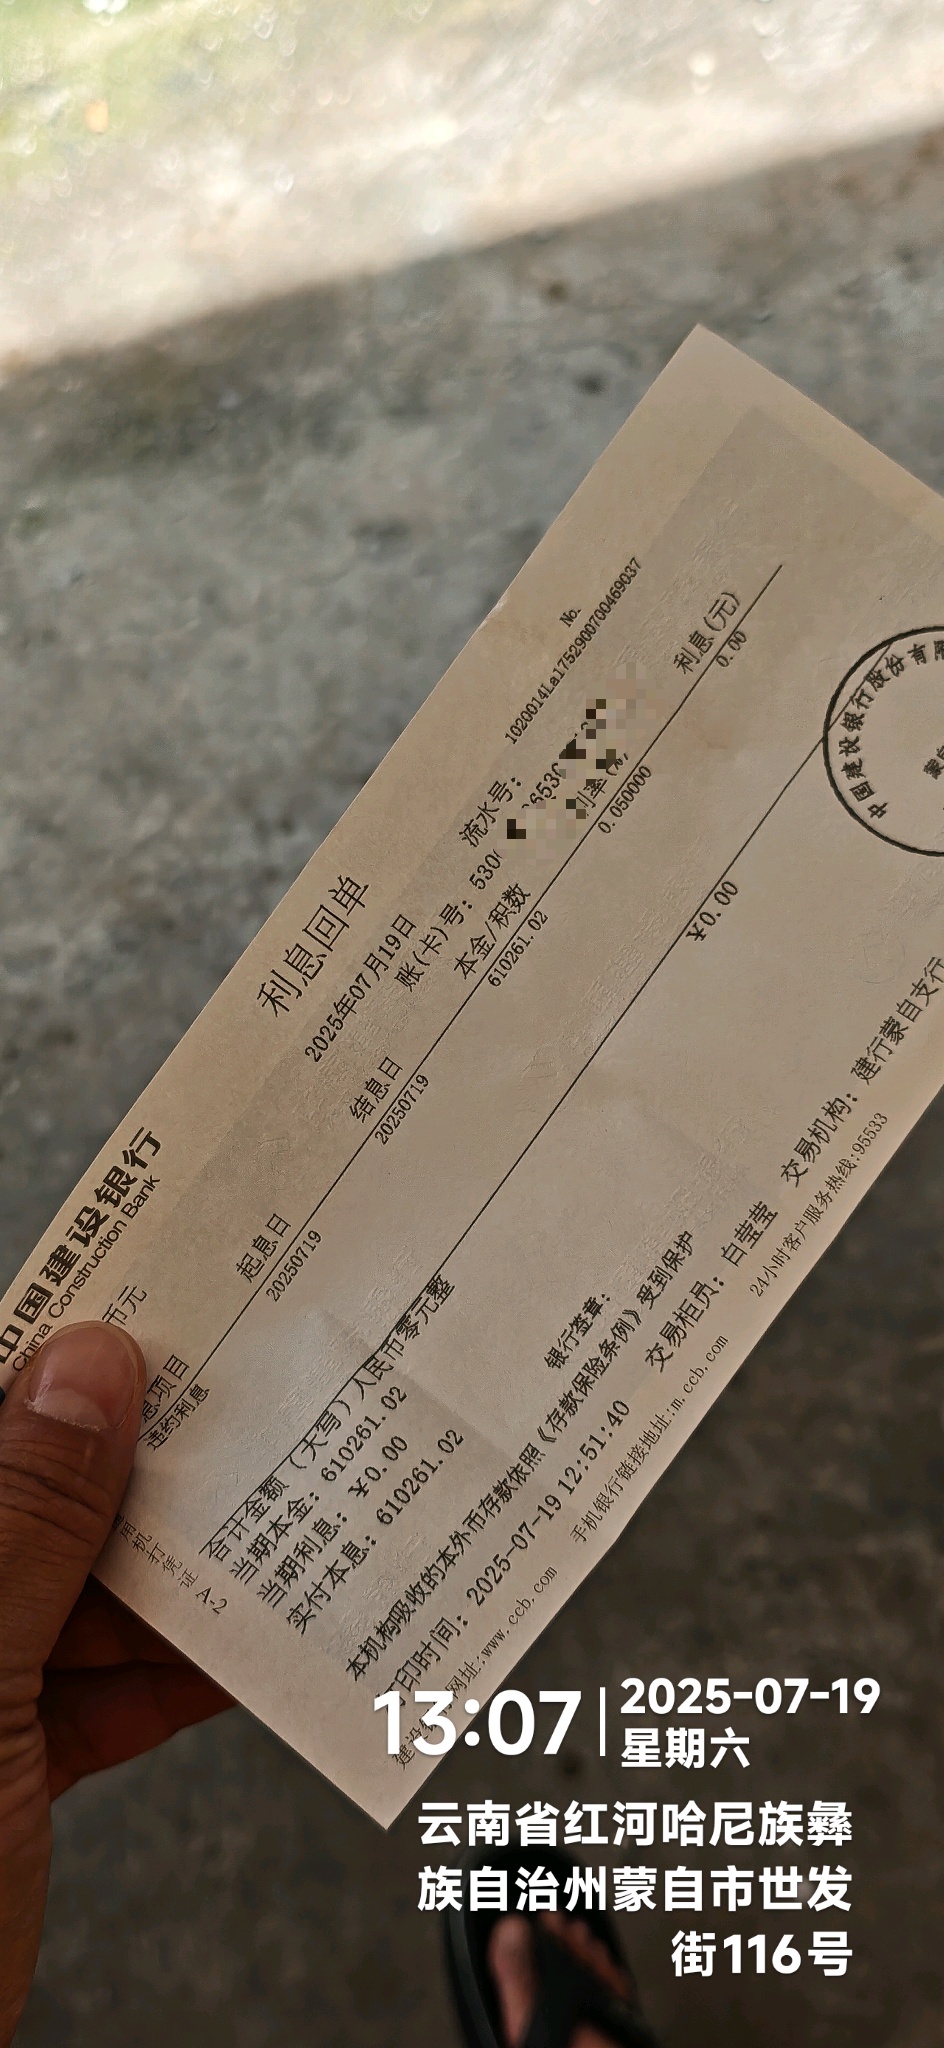 中国建设银行
China Construction Bank
利息回单
No.
1020014La1752900700469037
2025年07月19日
流水号：
币元
账(卡)号：
530
息项目
起息日
结息日
本金/积数
利率(%)
利息(元)
违约利息
20250719
20250719
610261.02
0.050000
0.00
合计金额（大写）人民币零元整
¥0.00
当期本金：610261.02
当期利息：¥0.00
实付本息：610261.02
银行签章：
本机构吸收的本外币存款依照《存款保险条例》受到保护
打印时间：2025-07-19 12:51:40
交易柜员：白莹莹
交易机构：建行蒙自支行
网址:www.ccb.com
手机银行链接地址:m.ccb.com
24小时客户服务热线:95533
机打凭证 A-2
中国建设银行股份有限
13:07
2025-07-19
星期六
云南省红河哈尼族彝
族自治州蒙自市世发
街116号